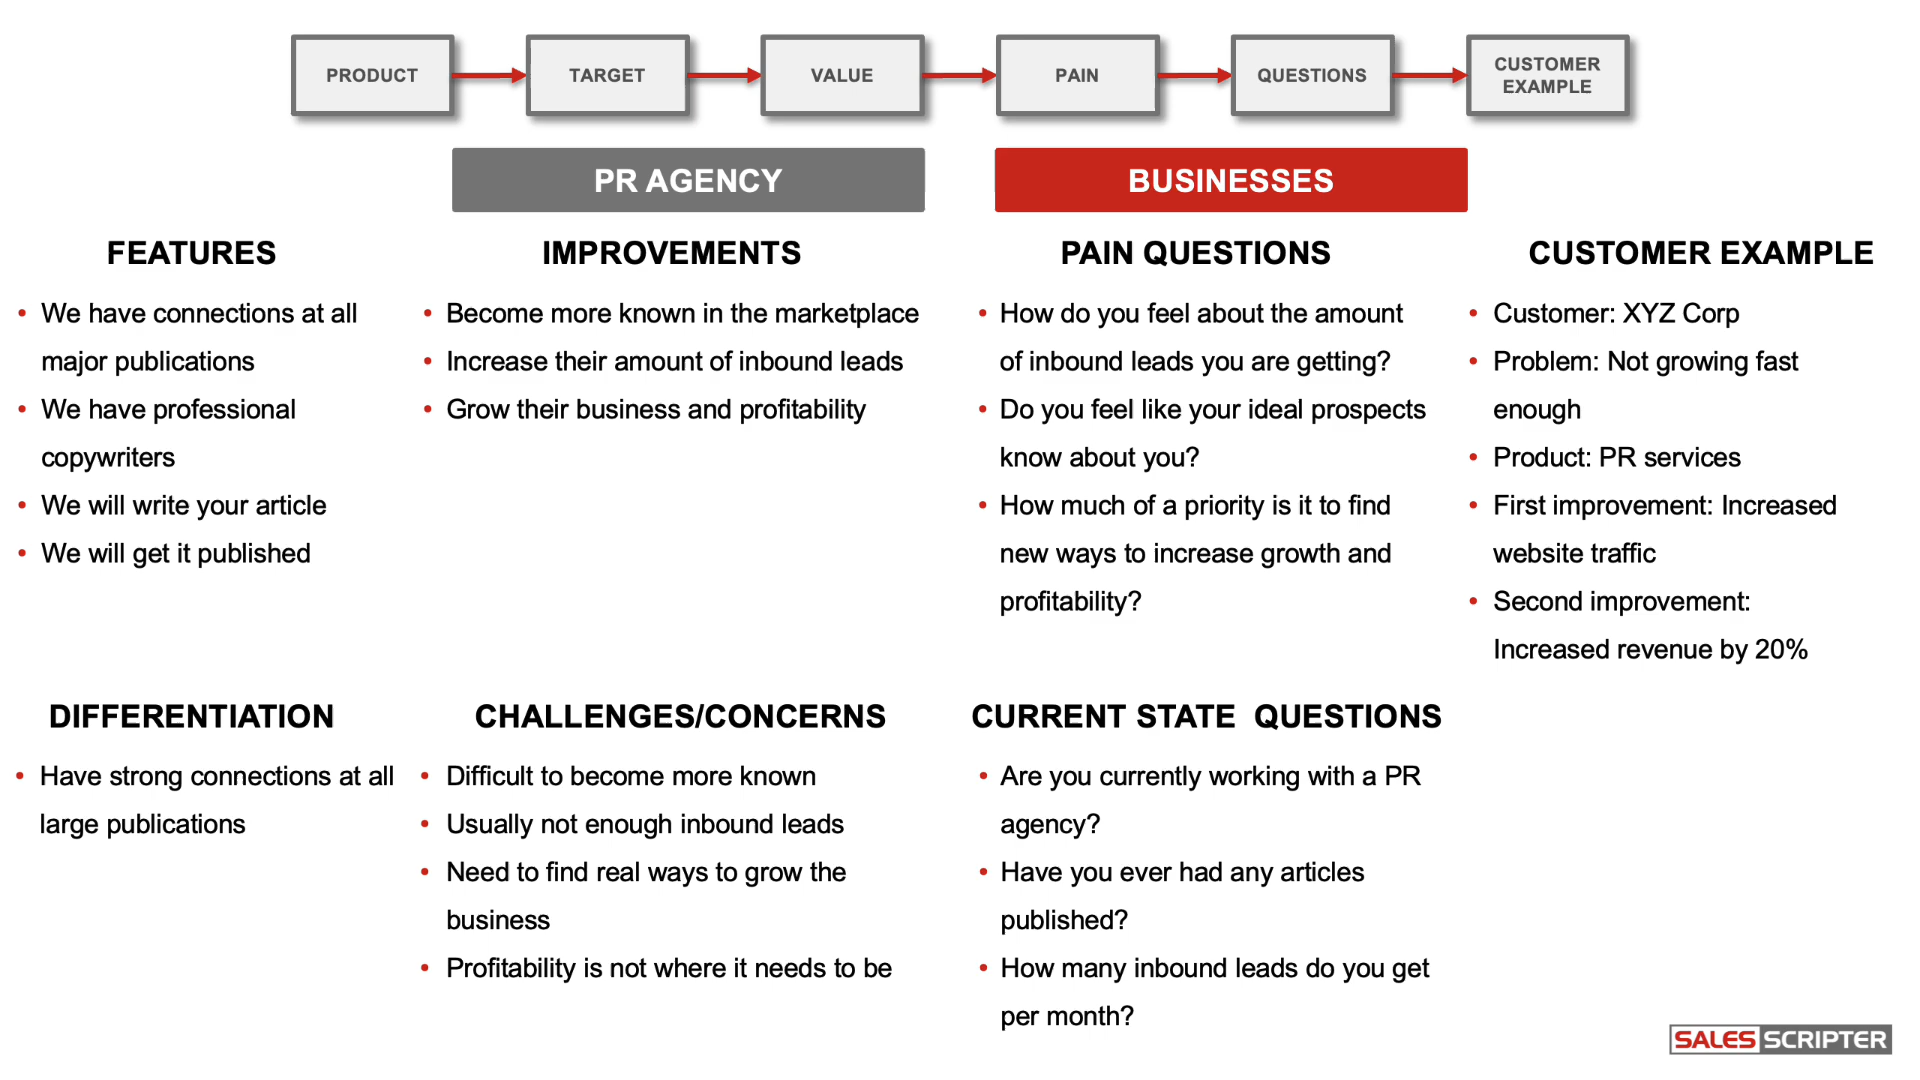 PRODUCT
TARGET
VALUE
PAIN
QUESTIONS
CUSTOMER
EXAMPLE
PR AGENCY
BUSINESSES
FEATURES
• We have connections at all
major publications
• We have professional
copywriters
• We will write your article
• We will get it published
IMPROVEMENTS
• Become more known in the marketplace
• Increase their amount of inbound leads
• Grow their business and profitability
PAIN QUESTIONS
• How do you feel about the amount
of inbound leads you are getting?
• Do you feel like your ideal prospects
know about you?
• How much of a priority is it to find
new ways to increase growth and
profitability?
CUSTOMER EXAMPLE
• Customer: XYZ Corp
• Problem: Not growing fast
enough
• Product: PR services
• First improvement: Increased
website traffic
• Second improvement:
Increased revenue by 20%
DIFFERENTIATION
• Have strong connections at all
large publications
CHALLENGES/CONCERNS
• Difficult to become more known
• Usually not enough inbound leads
• Need to find real ways to grow the
business
• Profitability is not where it needs to be
CURRENT STATE QUESTIONS
• Are you currently working with a PR
agency?
• Have you ever had any articles
published?
• How many inbound leads do you get
per month?
SALES SCRIPTER